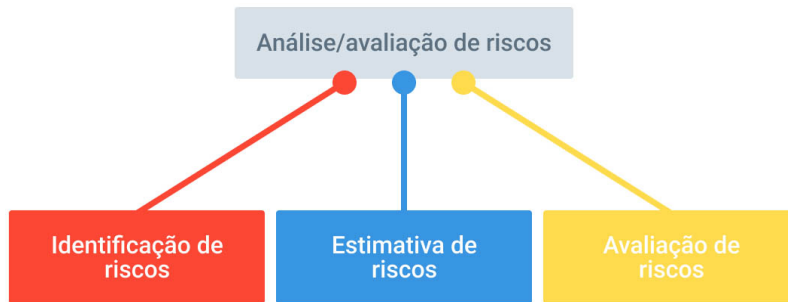 Análise/avaliação de riscos
Identificação de
riscos
Estimativa de
riscos
Avaliação de
riscos